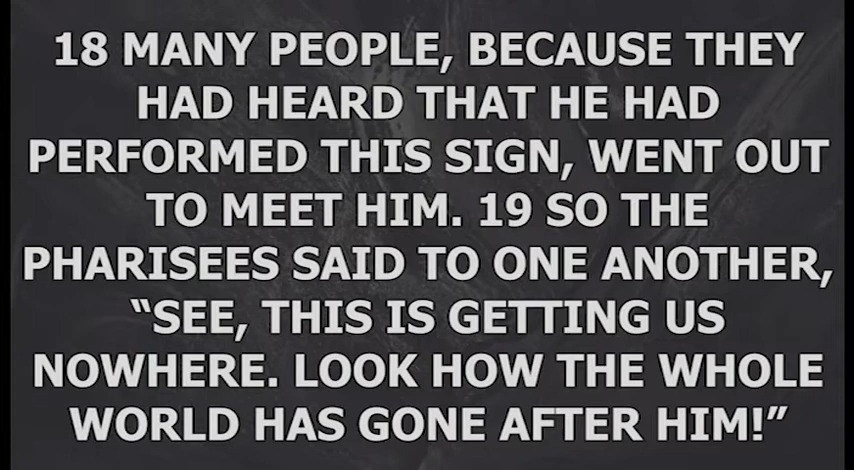 18 MANY PEOPLE, BECAUSE THEY
HAD HEARD THAT HE HAD
PERFORMED THIS SIGN, WENT OUT
TO MEET HIM. 19 SO THE
PHARISEES SAID TO ONE ANOTHER,
“SEE, THIS IS GETTING US
NOWHERE. LOOK HOW THE WHOLE
WORLD HAS GONE AFTER HIM!”